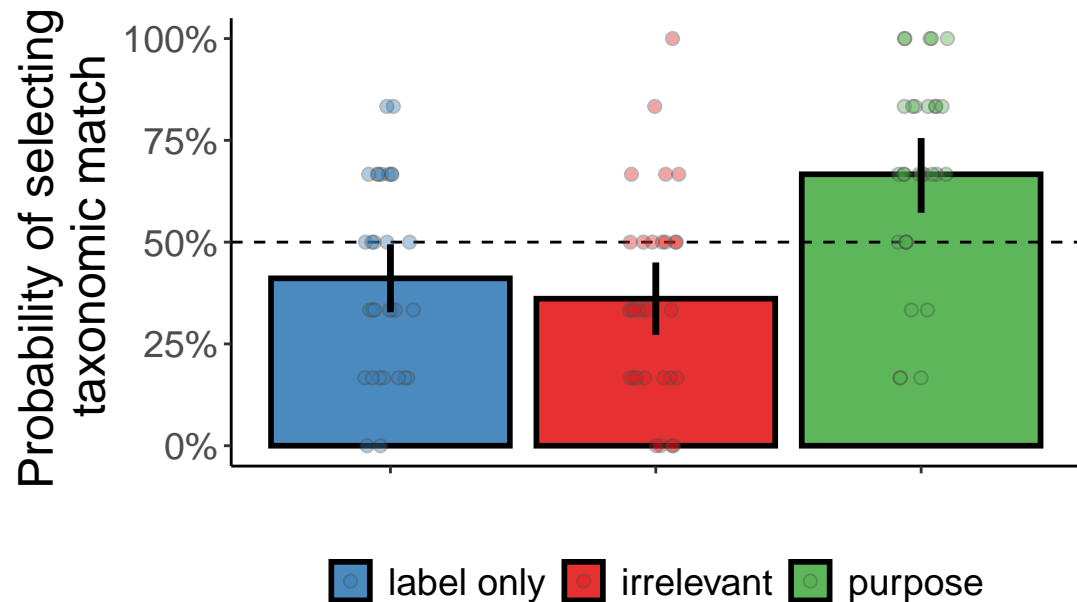 Probability of selecting
taxonomic match
100%
75%
50%
25%
0%
label only
irrelevant
purpose